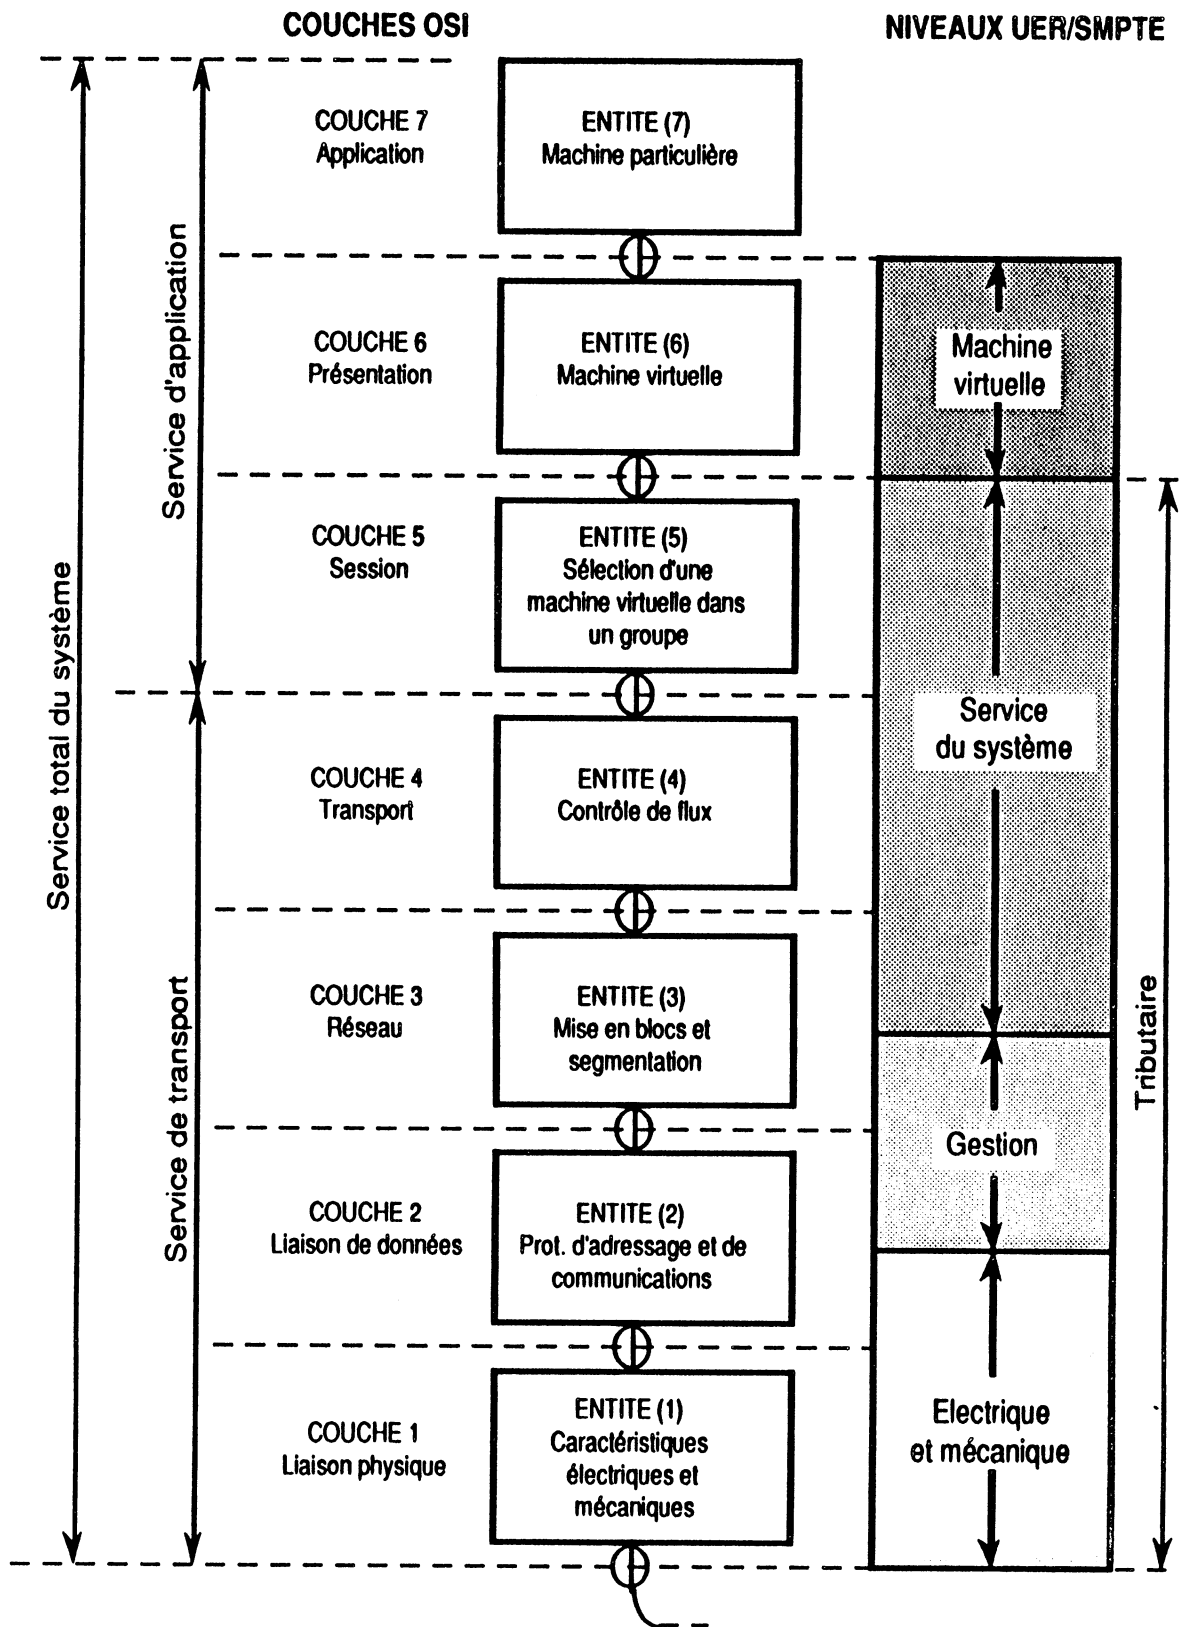 COUCHES OSI
NIVEAUX UER/SMPTE
COUCHE 7
Application
ENTITE (7)
Machine particulière
COUCHE 6
Présentation
ENTITE (6)
Machine virtuelle
COUCHE 5
Session
ENTITE (5)
Sélection d'une
machine virtuelle dans
un groupe
COUCHE 4
Transport
ENTITE (4)
Contrôle de flux
COUCHE 3
Réseau
ENTITE (3)
Mise en blocs et
segmentation
COUCHE 2
Liaison de données
ENTITE (2)
Prot. d'adressage et de
communications
COUCHE 1
Liaison physique
ENTITE (1)
Caractéristiques
électriques et
mécaniques
Service total du système
Service d'application
Service de transport
Machine
virtuelle
Service
du système
Gestion
Electrique
et mécanique
Tributaire